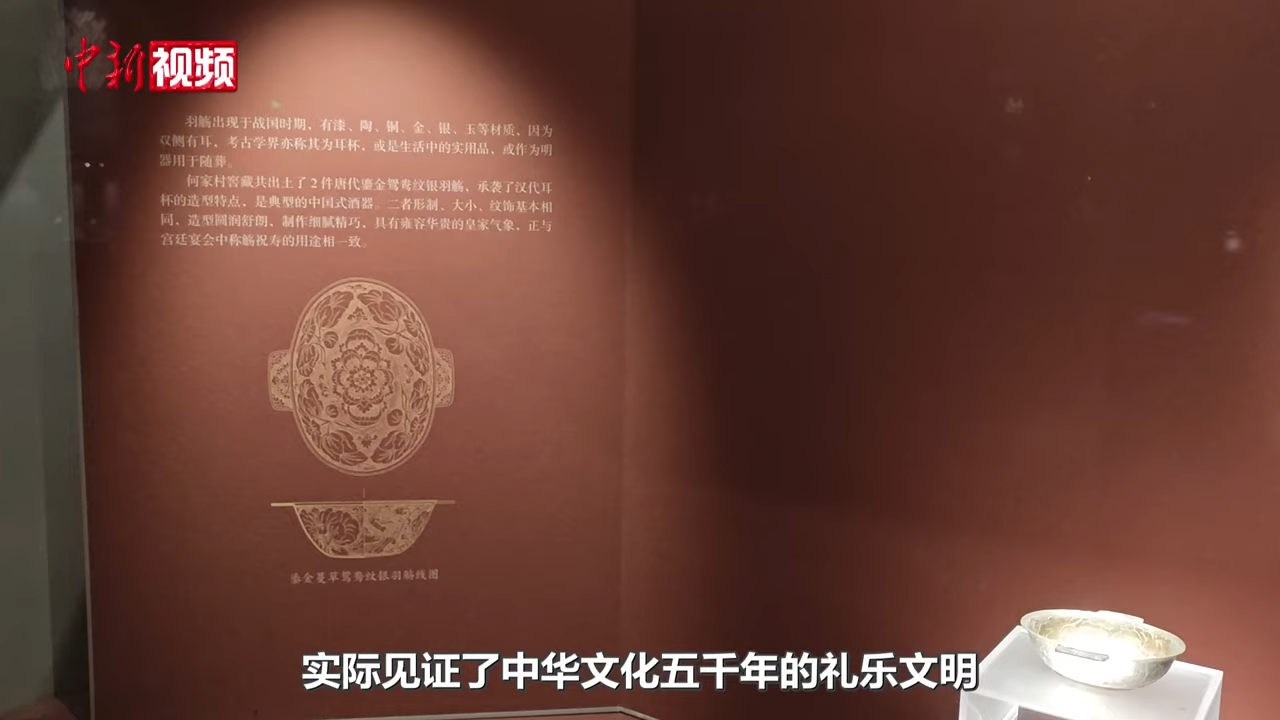 中新视频
羽觞出现于战国时期，有漆、陶、铜、金、银、玉等材质，因为
双侧有耳，考古学界亦称其为耳杯，或是生活中的实用品，或作为明
器用于随葬。
何家村窖藏共出土了2件唐代鎏金鸳鸯纹银羽觞，承袭了汉代耳
杯的造型特点，是典型的中国式酒器。二者形制、大小、纹饰基本相
同，造型圆润舒朗，制作细腻精巧，具有雍容华贵的皇家气象，正与
宫廷宴会中称觞祝寿的用途相一致。
鎏金蔓草鸳鸯纹银羽觞线图
实际见证了中华文化五千年的礼乐文明